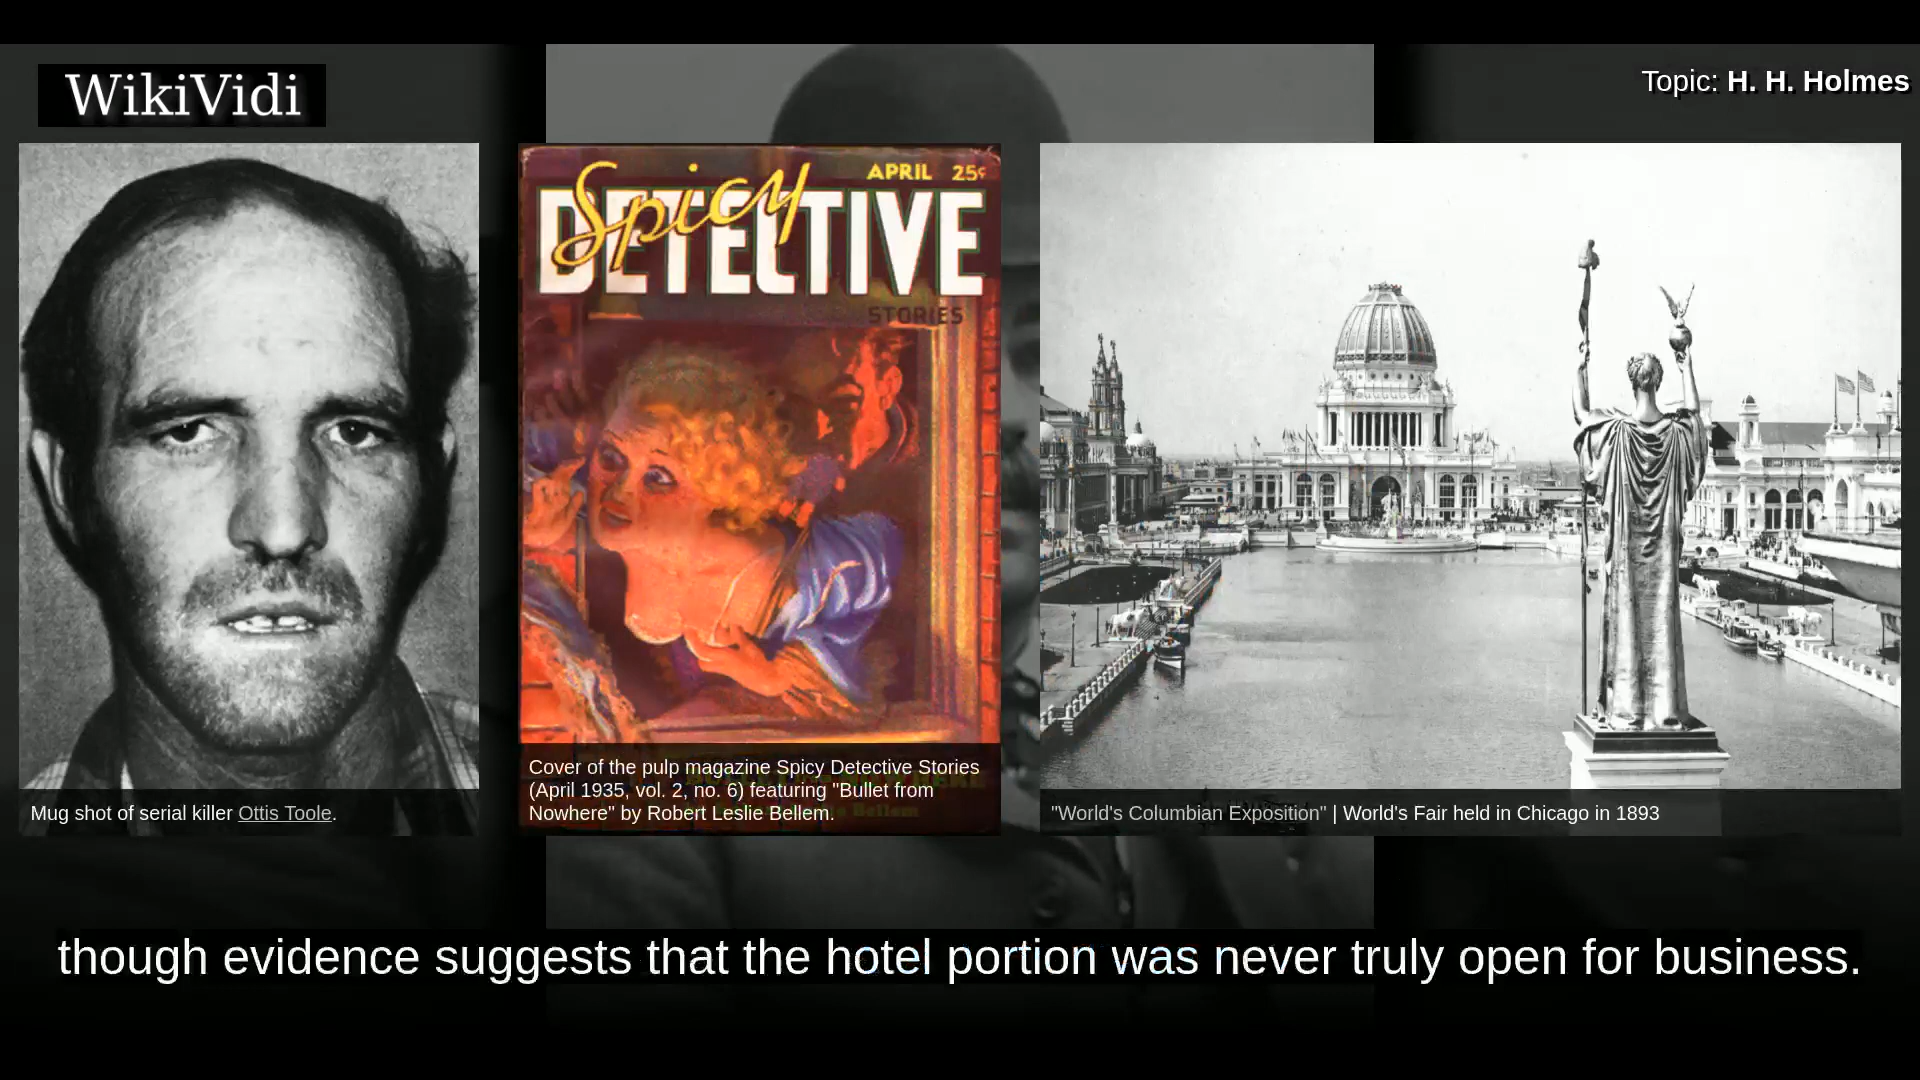 WikiVidi
Topic: H. H. Holmes
Spicy
APRIL 25¢
DETECTIVE
STORIES
Mug shot of serial killer Ottis Toole.
Cover of the pulp magazine Spicy Detective Stories
(April 1935, vol. 2, no. 6) featuring "Bullet from
Nowhere" by Robert Leslie Bellem.
"World's Columbian Exposition" | World's Fair held in Chicago in 1893
though evidence suggests that the hotel portion was never truly open for business.